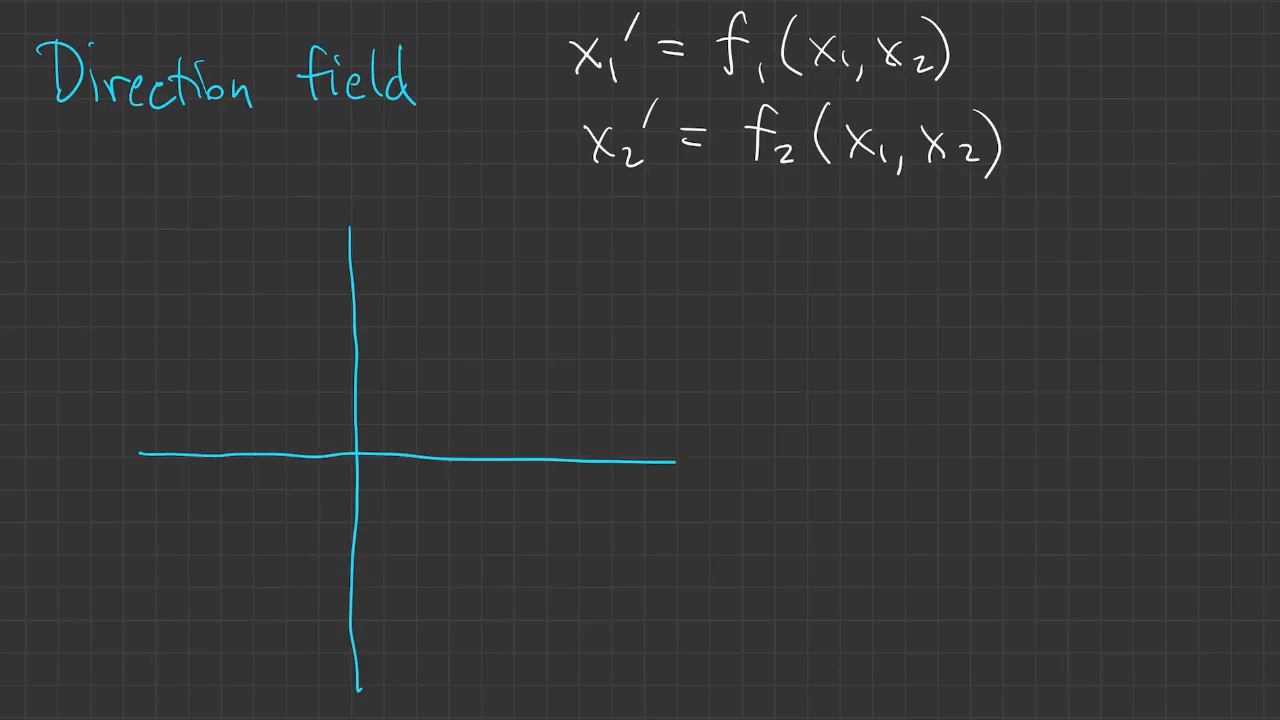 Direction field
x₁' = f₁(x₁, x₂)
x₂' = f₂(x₁, x₂)